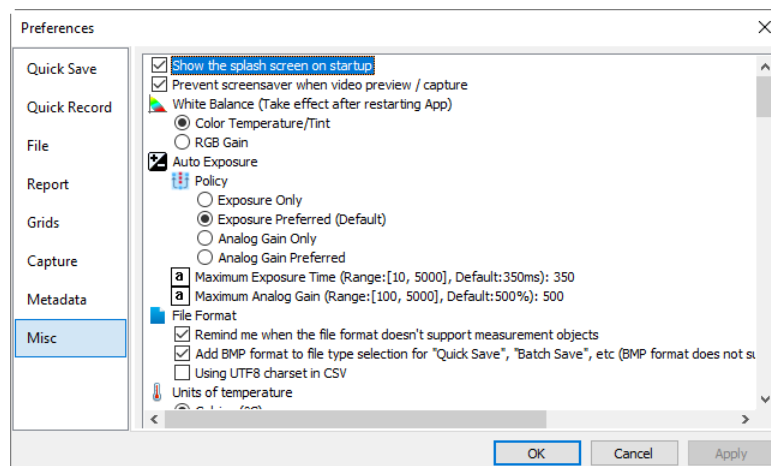 Preferences
Quick Save
Quick Record
File
Report
Grids
Capture
Metadata
Misc
Show the splash screen on startup
Prevent screensaver when video preview / capture
White Balance (Take effect after restarting App)
Color Temperature/Tint
RGB Gain
Auto Exposure
Policy
Exposure Only
Exposure Preferred (Default)
Analog Gain Only
Analog Gain Preferred
a Maximum Exposure Time (Range:[10, 5000], Default:350ms): 350
a Maximum Analog Gain (Range:[100, 5000], Default:500%): 500
File Format
Remind me when the file format doesn't support measurement objects
Add BMP format to file type selection for "Quick Save", "Batch Save", etc (BMP format does not
Using UTF8 charset in CSV
Units of temperature
OK
Cancel
Apply